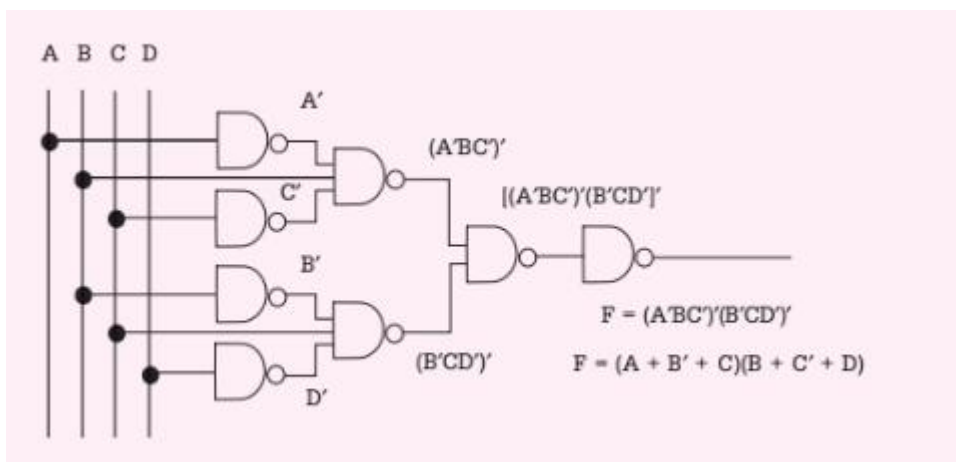 A B C D
A′
(A′BC′)′
C′
[(A′BC′)′(B′CD′]′
B′
F = (A′BC′)′(B′CD′)′
(B′CD′)′
F = (A + B′ + C)(B + C′ + D)
D′